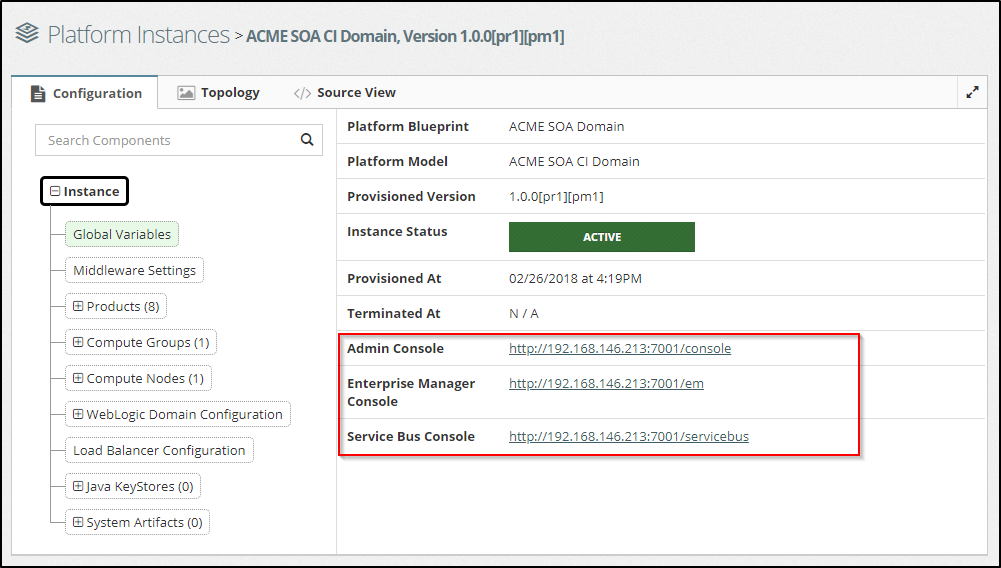 Platform Instances > ACME SOA CI Domain, Version 1.0.0[pr1][pm1]
Configuration
Topology
</> Source View
Search Components
Instance
Global Variables
Middleware Settings
Products (8)
Compute Groups (1)
Compute Nodes (1)
WebLogic Domain Configuration
Load Balancer Configuration
Java KeyStores (0)
System Artifacts (0)
Platform Blueprint ACME SOA Domain
Platform Model ACME SOA CI Domain
Provisioned Version 1.0.0[pr1][pm1]
Instance Status ACTIVE
Provisioned At 02/26/2018 at 4:19PM
Terminated At N / A
Admin Console http://192.168.146.213:7001/console
Enterprise Manager http://192.168.146.213:7001/em
Console
Service Bus Console http://192.168.146.213:7001/servicebus